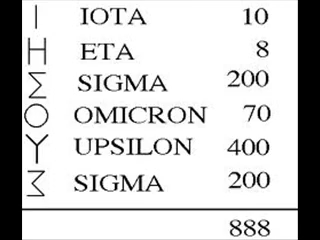 Ι IOTA 10
Η ETA 8
Σ SIGMA 200
Ο OMICRON 70
Υ UPSILON 400
Σ SIGMA 200
888